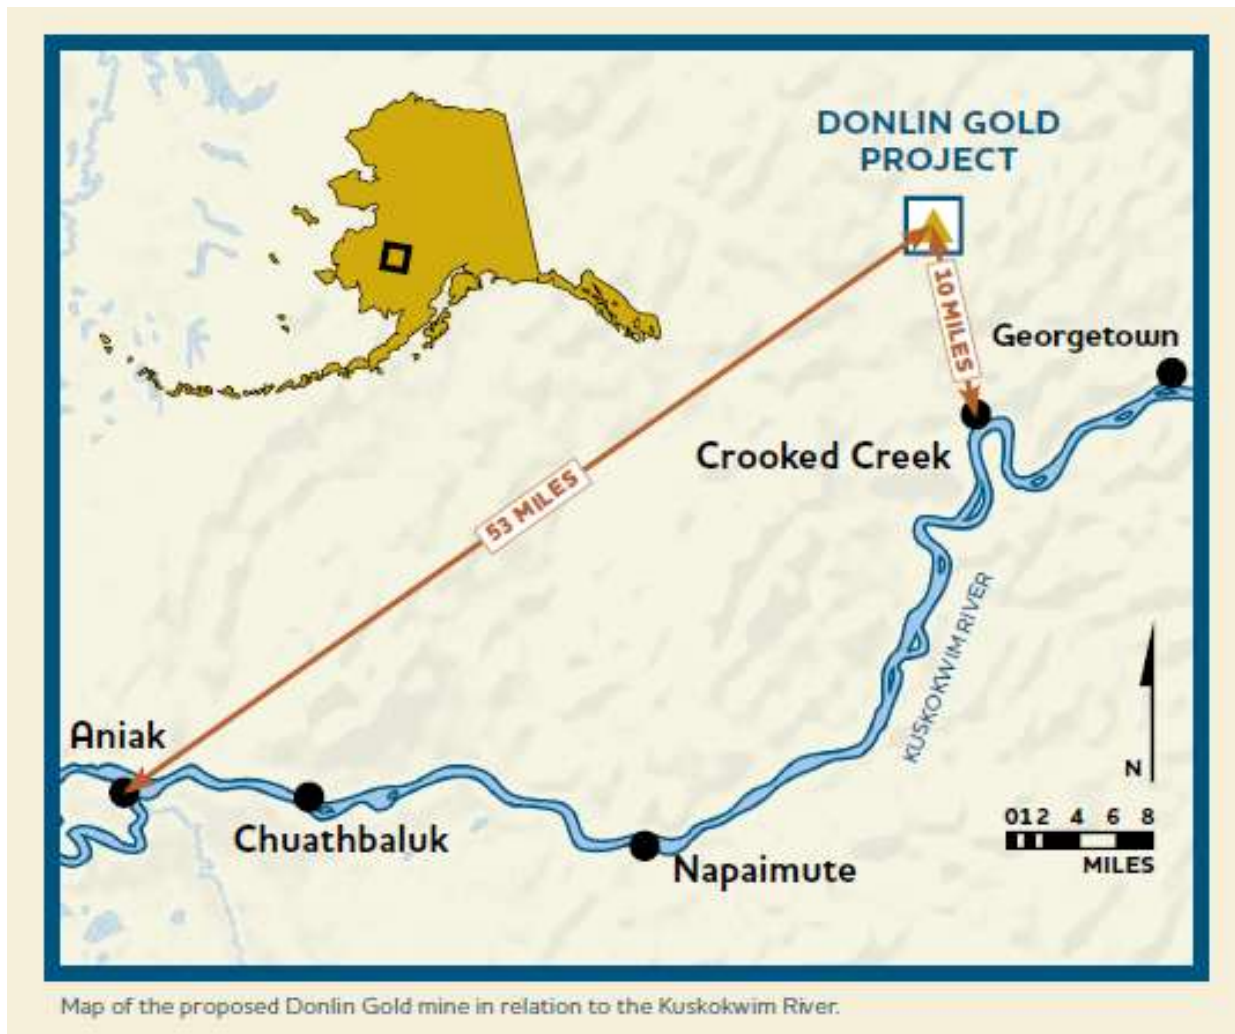 DONLIN GOLD
PROJECT
10 MILES
Georgetown
Crooked Creek
53 MILES
KUSKOKWIM RIVER
Aniak
N
Chuathbaluk
Napaimute
0 1 2 4 6 8
MILES
Map of the proposed Donlin Gold mine in relation to the Kuskokwim River.